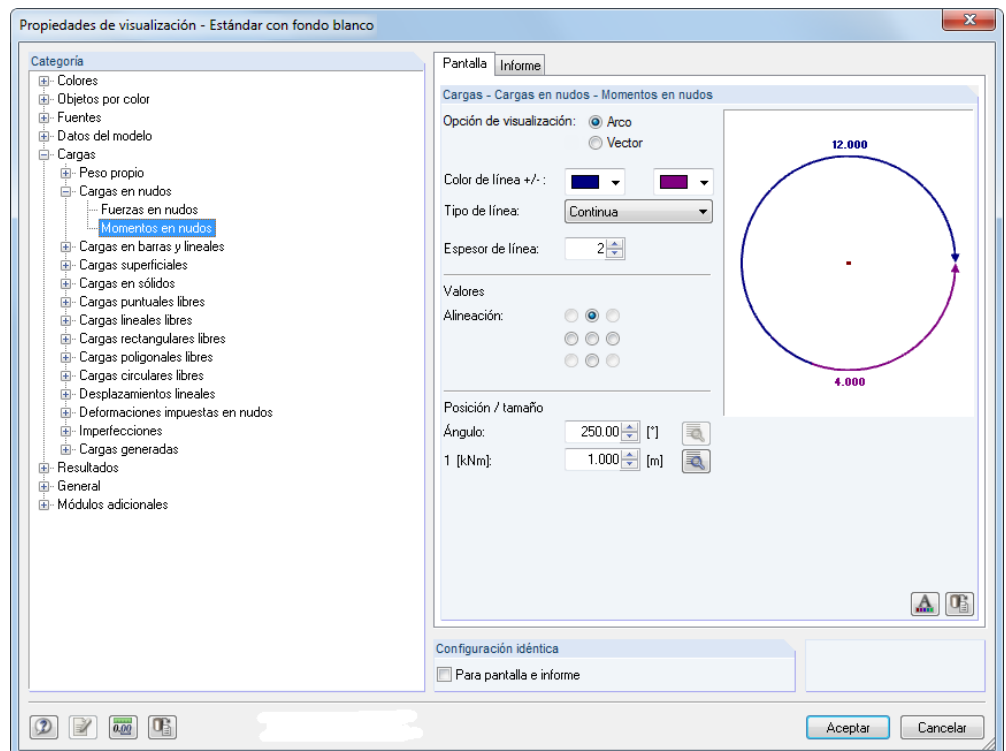 Propiedades de visualización - Estándar con fondo blanco
Categoría
Colores
Objetos por color
Fuentes
Datos del modelo
Cargas
Peso propio
Cargas en nudos
Fuerzas en nudos
Momentos en nudos
Cargas en barras y lineales
Cargas superficiales
Cargas en sólidos
Cargas puntuales libres
Cargas lineales libres
Cargas rectangulares libres
Cargas poligonales libres
Cargas circulares libres
Desplazamientos lineales
Deformaciones impuestas en nudos
Imperfecciones
Cargas generadas
Resultados
General
Módulos adicionales
Pantalla Informe
Cargas - Cargas en nudos - Momentos en nudos
Opción de visualización: Arco
Vector
Color de línea +/- :
Tipo de línea: Continua
Espesor de línea: 2
Valores
Alineación:
Posición / tamaño
Ángulo: 250.00 [°]
1 [kNm]: 1.000 [m]
12.000
4.000
A
Configuración idéntica
Para pantalla e informe
0,00
Aceptar Cancelar